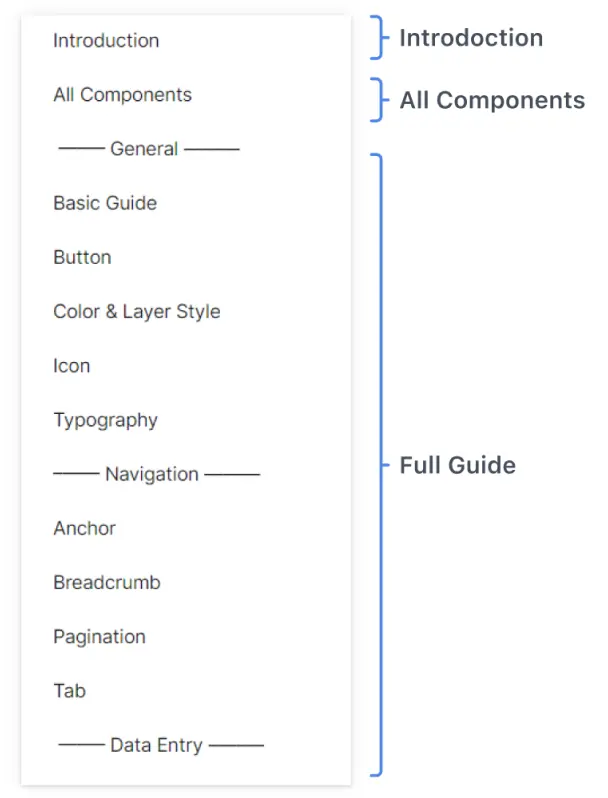 Introduction
Introdoction
All Components
All Components
General
Basic Guide
Button
Color & Layer Style
Icon
Typography
Full Guide
Navigation
Anchor
Breadcrumb
Pagination
Tab
Data Entry